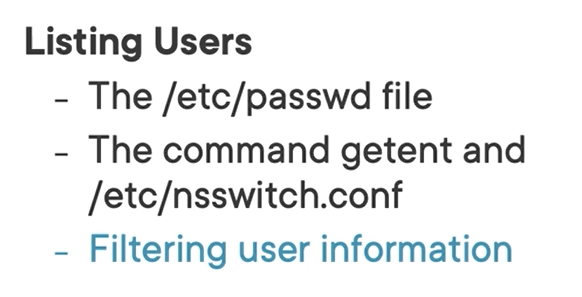 Listing Users
- The /etc/passwd file
- The command getent and
/etc/nsswitch.conf
- Filtering user information